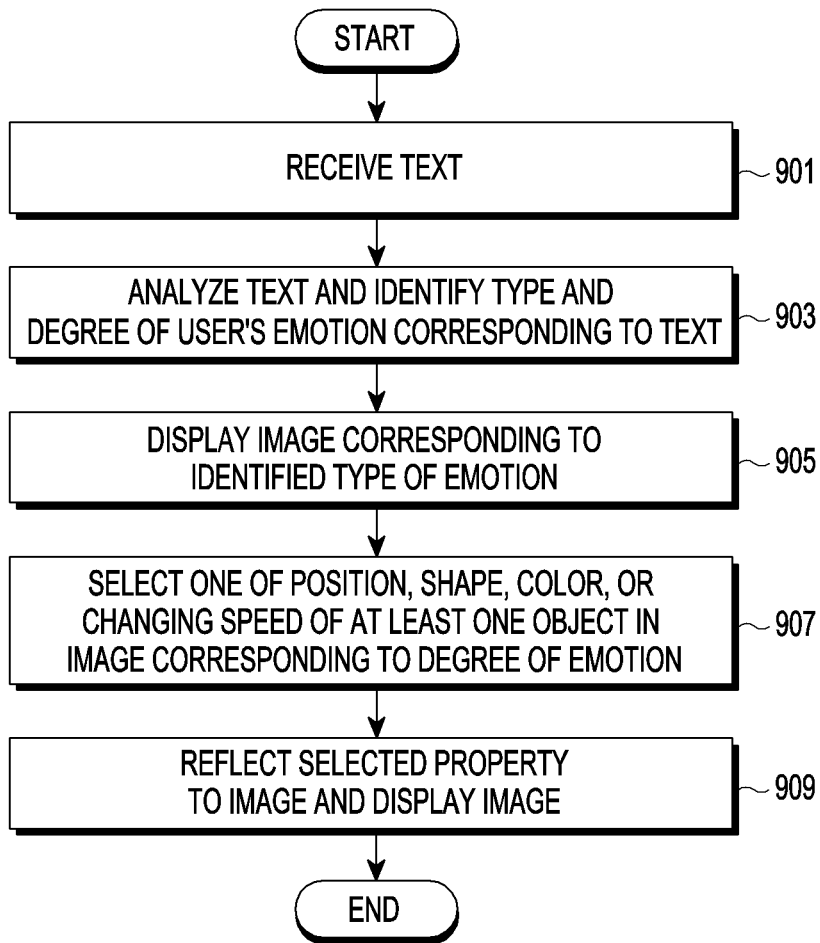 START
RECEIVE TEXT
901
ANALYZE TEXT AND IDENTIFY TYPE AND
DEGREE OF USER'S EMOTION CORRESPONDING TO TEXT
903
DISPLAY IMAGE CORRESPONDING TO
IDENTIFIED TYPE OF EMOTION
905
SELECT ONE OF POSITION, SHAPE, COLOR, OR
CHANGING SPEED OF AT LEAST ONE OBJECT IN
IMAGE CORRESPONDING TO DEGREE OF EMOTION
907
REFLECT SELECTED PROPERTY
TO IMAGE AND DISPLAY IMAGE
909
END